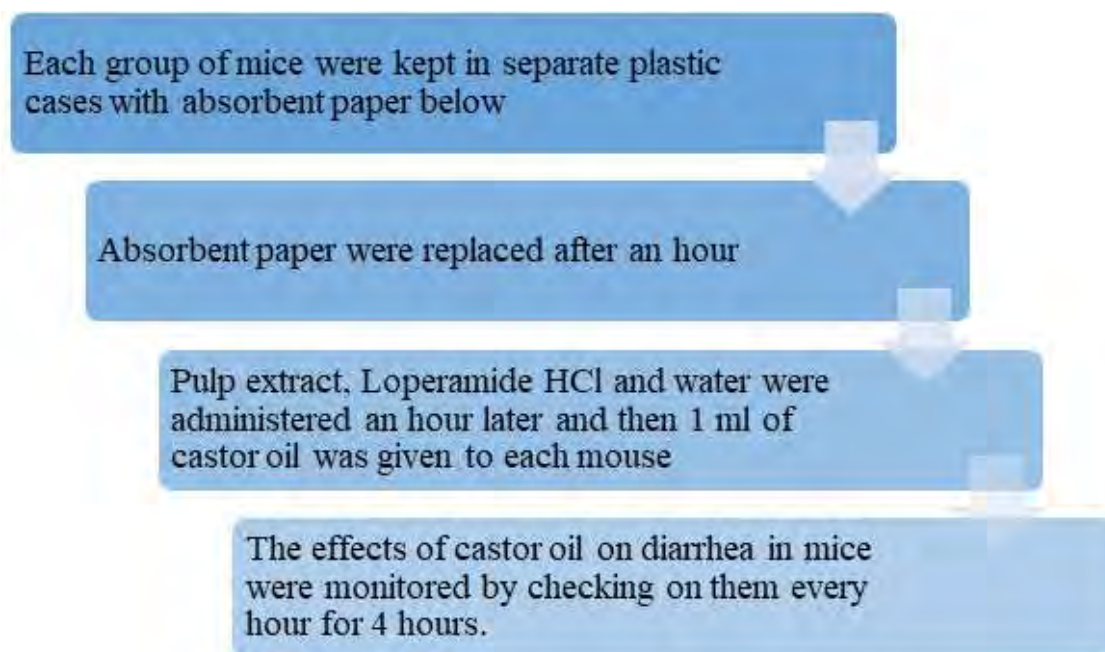 Each group of mice were kept in separate plastic
cases with absorbent paper below
Absorbent paper were replaced after an hour
Pulp extract, Loperamide HCl and water were
administered an hour later and then 1 ml of
castor oil was given to each mouse
The effects of castor oil on diarrhea in mice
were monitored by checking on them every
hour for 4 hours.